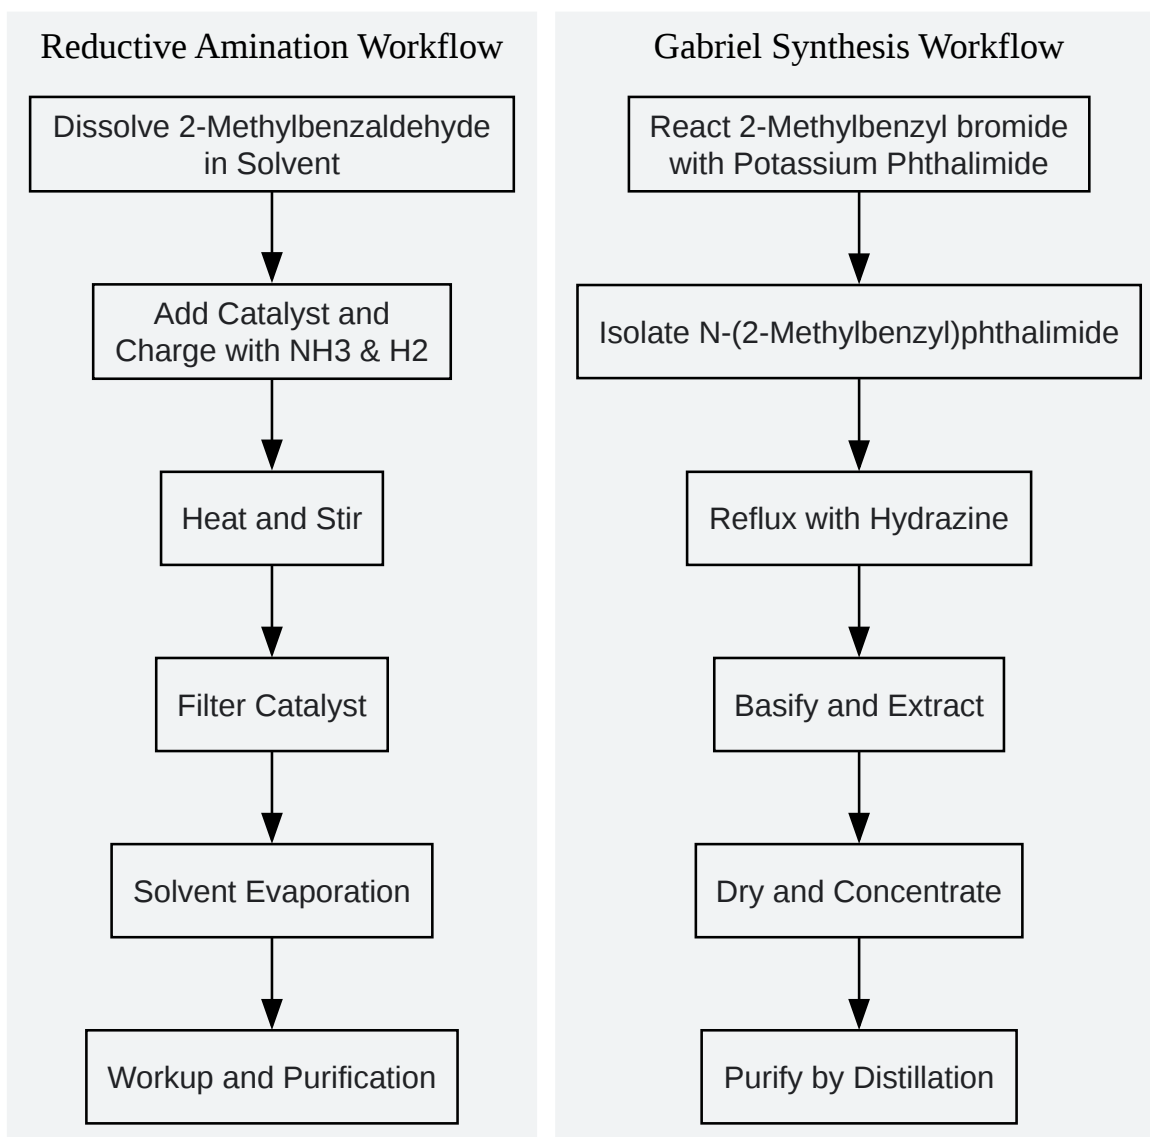 Reductive Amination Workflow
Dissolve 2-Methylbenzaldehyde
in Solvent
Add Catalyst and
Charge with NH3 & H2
Heat and Stir
Filter Catalyst
Solvent Evaporation
Workup and Purification
Gabriel Synthesis Workflow
React 2-Methylbenzyl bromide
with Potassium Phthalimide
Isolate N-(2-Methylbenzyl)phthalimide
Reflux with Hydrazine
Basify and Extract
Dry and Concentrate
Purify by Distillation